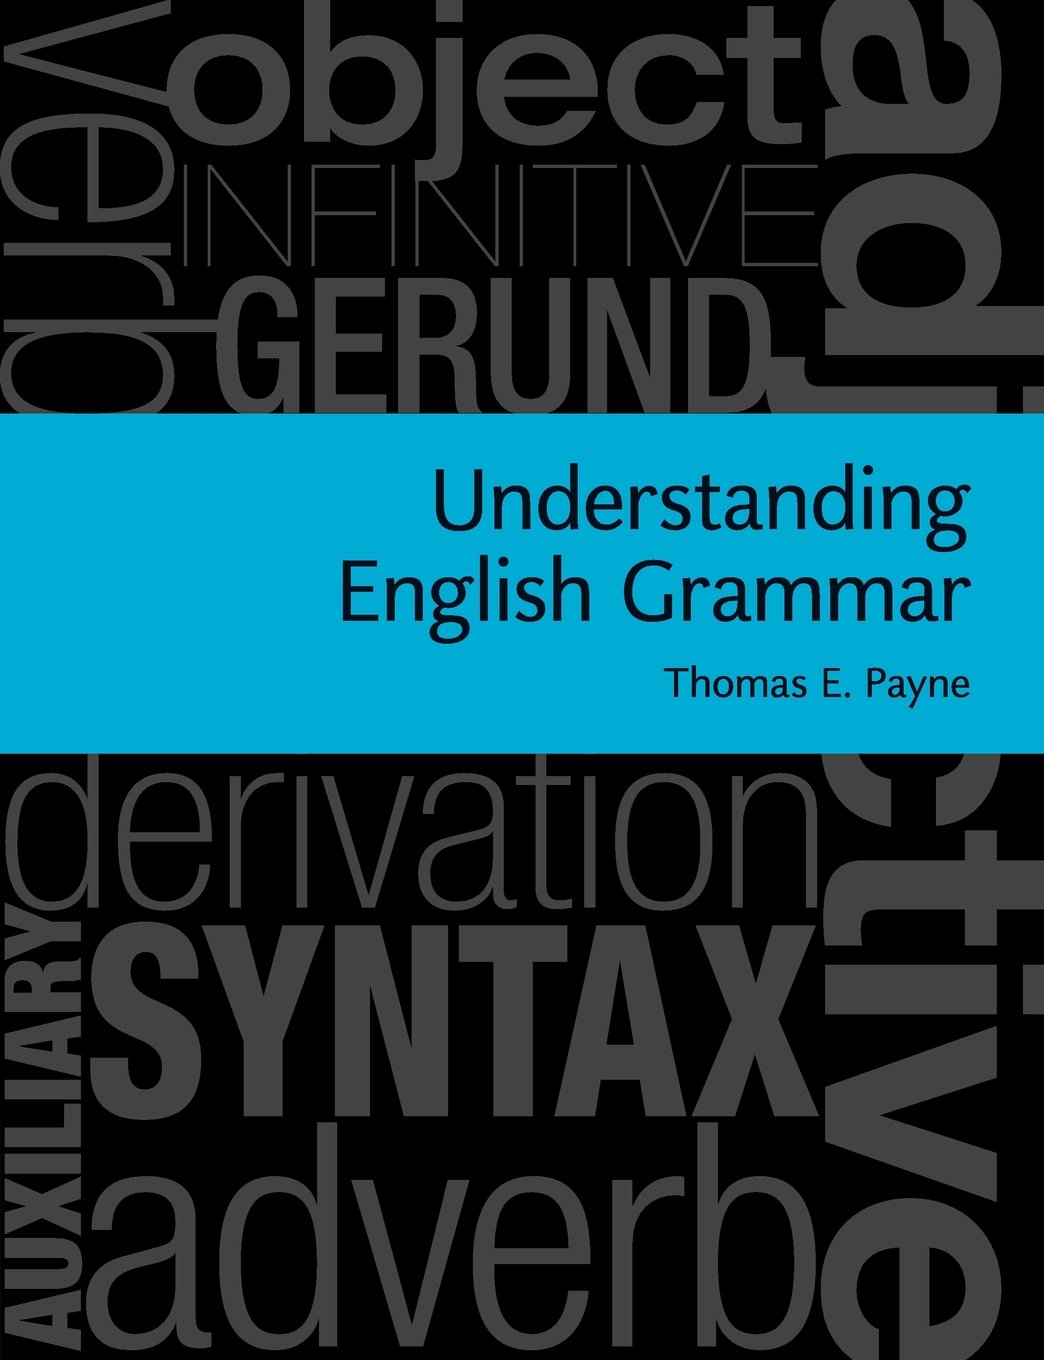 verb
object
INFINITIVE
GERUND
adjective
Understanding
English Grammar
Thomas E. Payne
derivation
AUXILIARY
SYNTAX
adverb